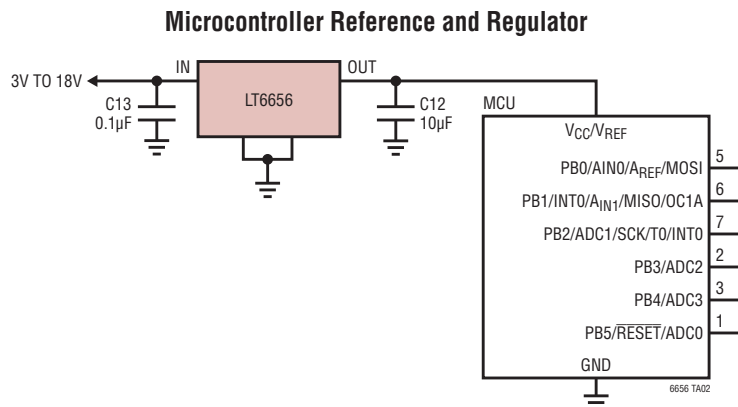 Microcontroller Reference and Regulator
3V TO 18V
IN
LT6656
OUT
C13
0.1µF
C12
10µF
MCU
VCC/VREF
PB0/AIN0/AREF/MOSI
5
PB1/INT0/AIN1/MISO/OC1A
6
PB2/ADC1/SCK/T0/INT0
7
PB3/ADC2
2
PB4/ADC3
3
PB5/RESET/ADC0
1
GND
6656 TA02